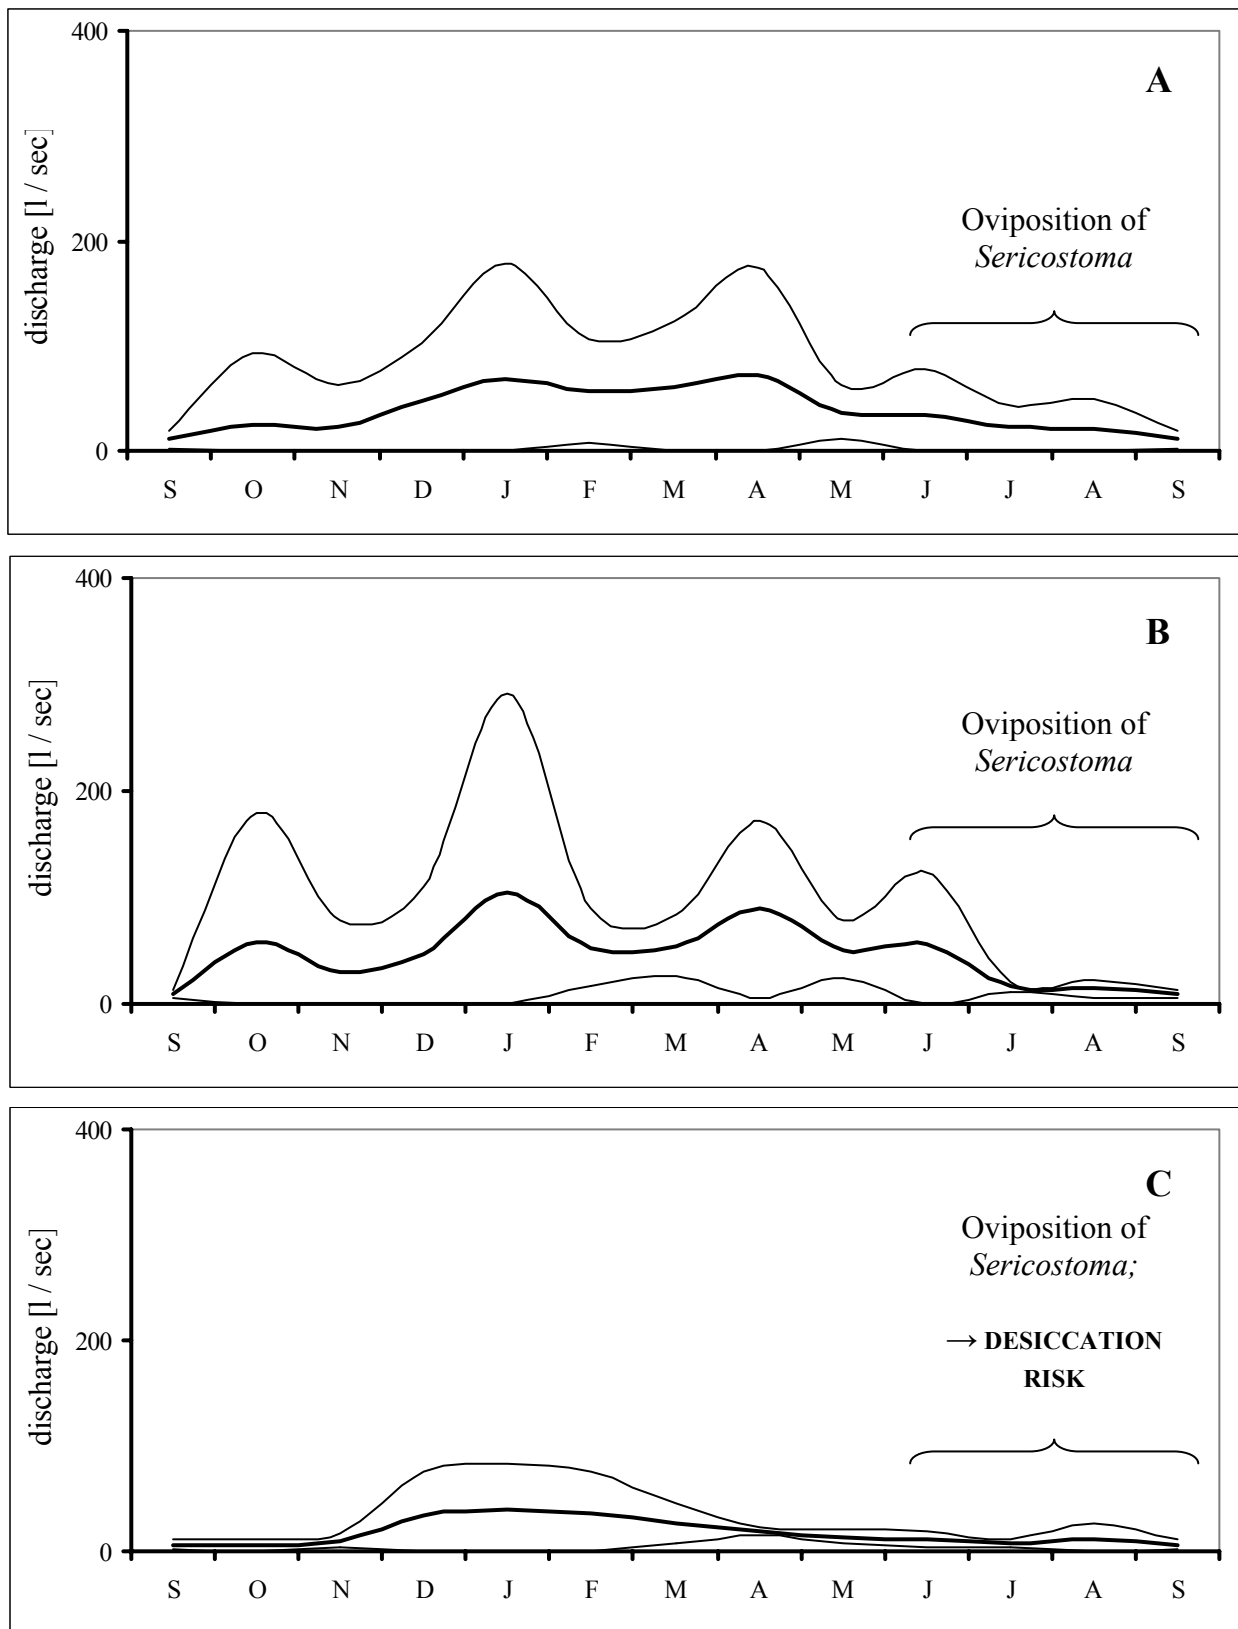 400
A
Oviposition of
Sericostoma
discharge [l / sec]
200
0
S O N D J F M A M J J A S
400
B
Oviposition of
Sericostoma
discharge [l / sec]
200
0
S O N D J F M A M J J A S
400
C
Oviposition of
Sericostoma;
discharge [l / sec]
200
→ DESICCATION
RISK
0
S O N D J F M A M J J A S